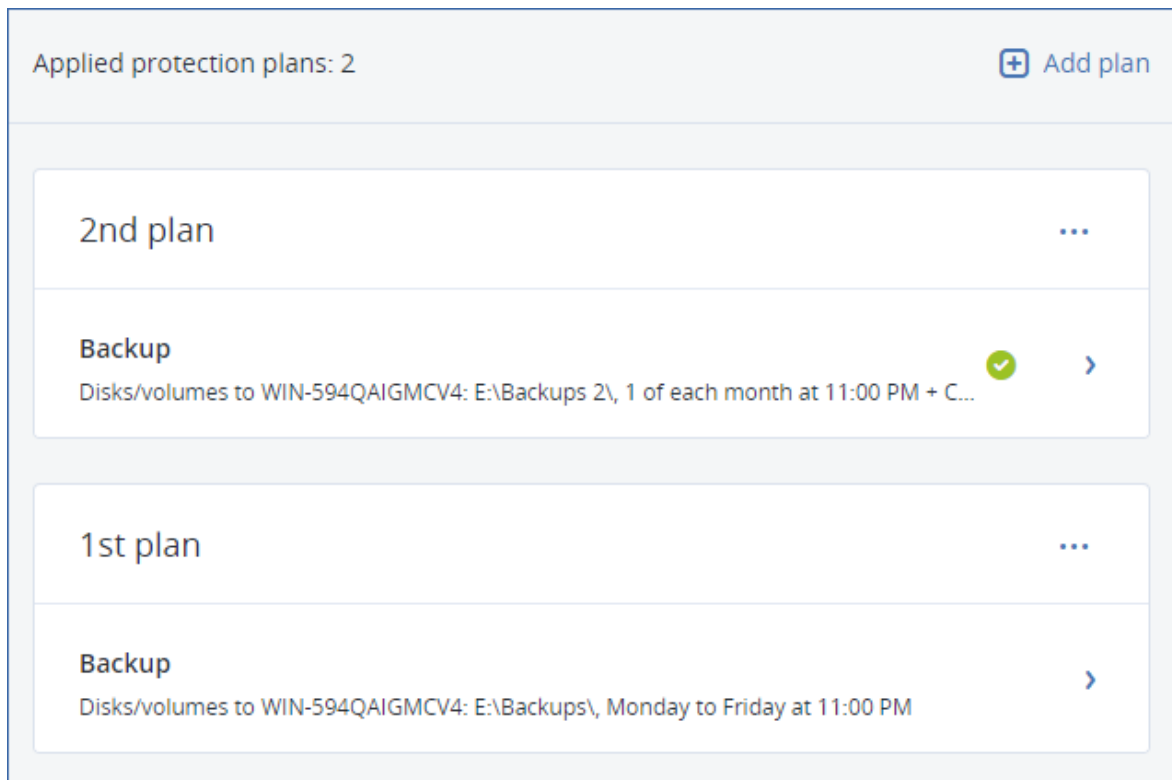 Applied protection plans: 2
Add plan
2nd plan
Backup
Disks/volumes to WIN-594QAIGMCV4: E:\Backups 2\, 1 of each month at 11:00 PM + C...
1st plan
Backup
Disks/volumes to WIN-594QAIGMCV4: E:\Backups\, Monday to Friday at 11:00 PM